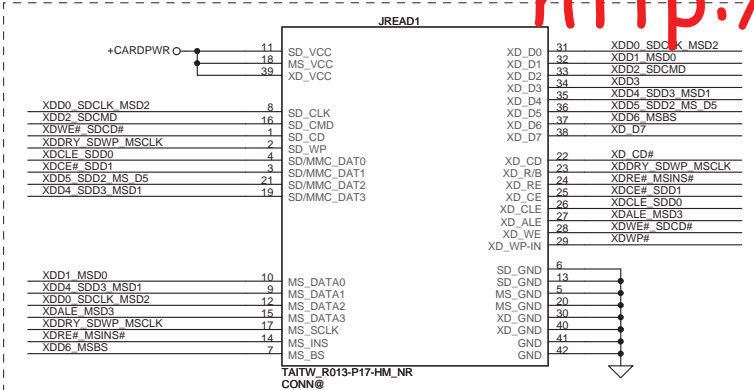 http:/
JREAD1
+CARDPWR
11 SD_VCC
18 MS_VCC
39 XD_VCC
XDD0_SDCLK_MSD2 8 SD_CLK
XDD2_SDCMD 16 SD_CMD
XDWE#_SDCD# 1 SD_CD
XDDRY_SDWP_MSCLK 2 SD_WP
XDCLE_SDD0 4 SD/MMC_DAT0
XDCE#_SDD1 3 SD/MMC_DAT1
XDD5_SDD2_MS_D5 21 SD/MMC_DAT2
XDD4_SDD3_MSD1 19 SD/MMC_DAT3
XDD1_MSD0 10 MS_DATA0
XDD4_SDD3_MSD1 9 MS_DATA1
XDD0_SDCLK_MSD2 12 MS_DATA2
XDALE_MSD3 15 MS_DATA3
XDDRY_SDWP_MSCLK 17 MS_SCLK
XDRE#_MSINS# 14 MS_INS
XDD6_MSBS 7 MS_BS
XD_D0 31 XDD0_SDCLK_MSD2
XD_D1 32 XDD1_MSD0
XD_D2 33 XDD2_SDCMD
XD_D3 34 XDD3
XD_D4 35 XDD4_SDD3_MSD1
XD_D5 36 XDD5_SDD2_MS_D5
XD_D6 37 XDD6_MSBS
XD_D7 38 XD_D7
XD_CD 22 XD_CD#
XD_R/B 23 XDDRY_SDWP_MSCLK
XD_RE 24 XDRE#_MSINS#
XD_CE 25 XDCE#_SDD1
XD_CLE 26 XDCLE_SDD0
XD_ALE 27 XDALE_MSD3
XD_WE 28 XDWE#_SDCD#
XD_WP-IN 29 XDWP#
SD_GND 6
SD_GND 13
MS_GND 5
MS_GND 20
XD_GND 30
XD_GND 40
GND 41
GND 42
TAITW_R013-P17-HM_NR
CONN@